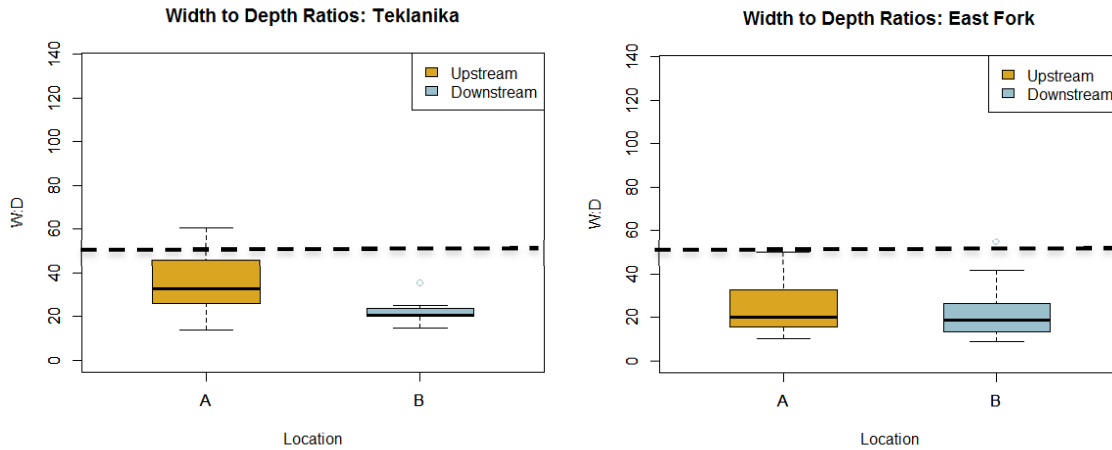 Width to Depth Ratios: Teklanika
W:D
140
120
100
80
60
40
20
0
Upstream
Downstream
A
B
Location
Width to Depth Ratios: East Fork
W:D
140
120
100
80
60
40
20
0
Upstream
Downstream
A
B
Location